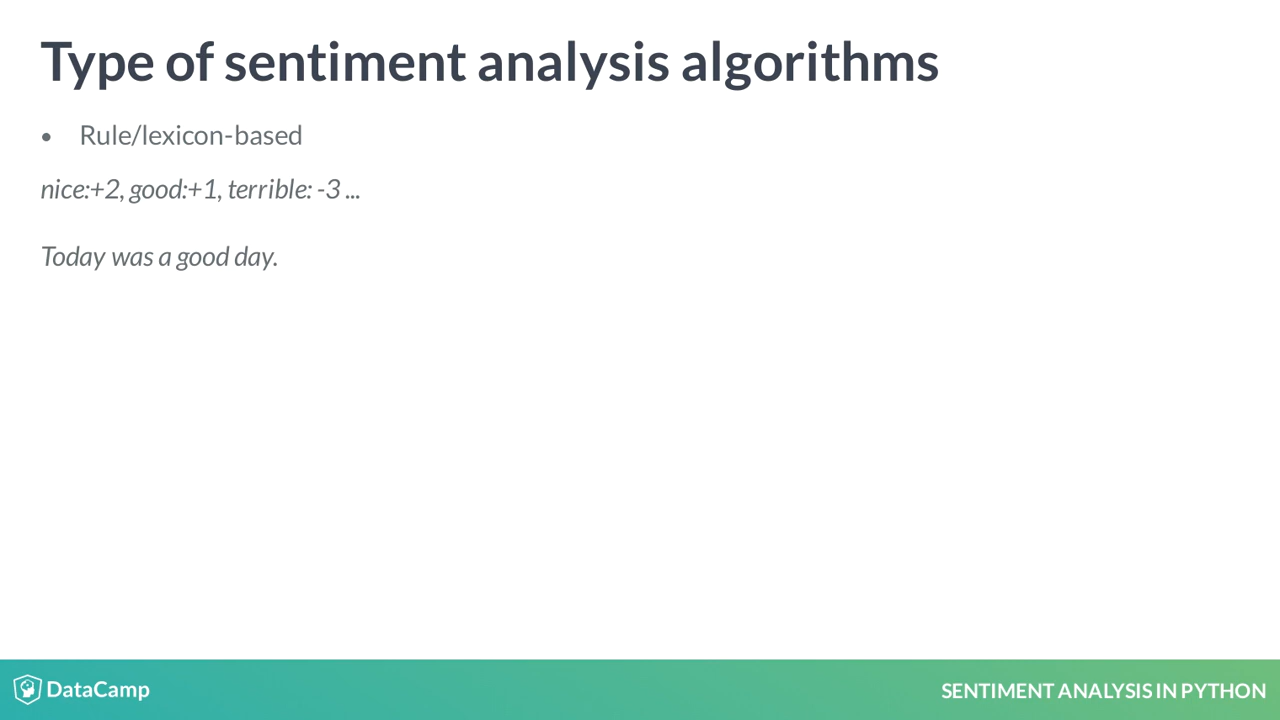 Type of sentiment analysis algorithms
• Rule/lexicon-based
nice:+2, good:+1, terrible: -3 ...
Today was a good day.
DataCamp
SENTIMENT ANALYSIS IN PYTHON